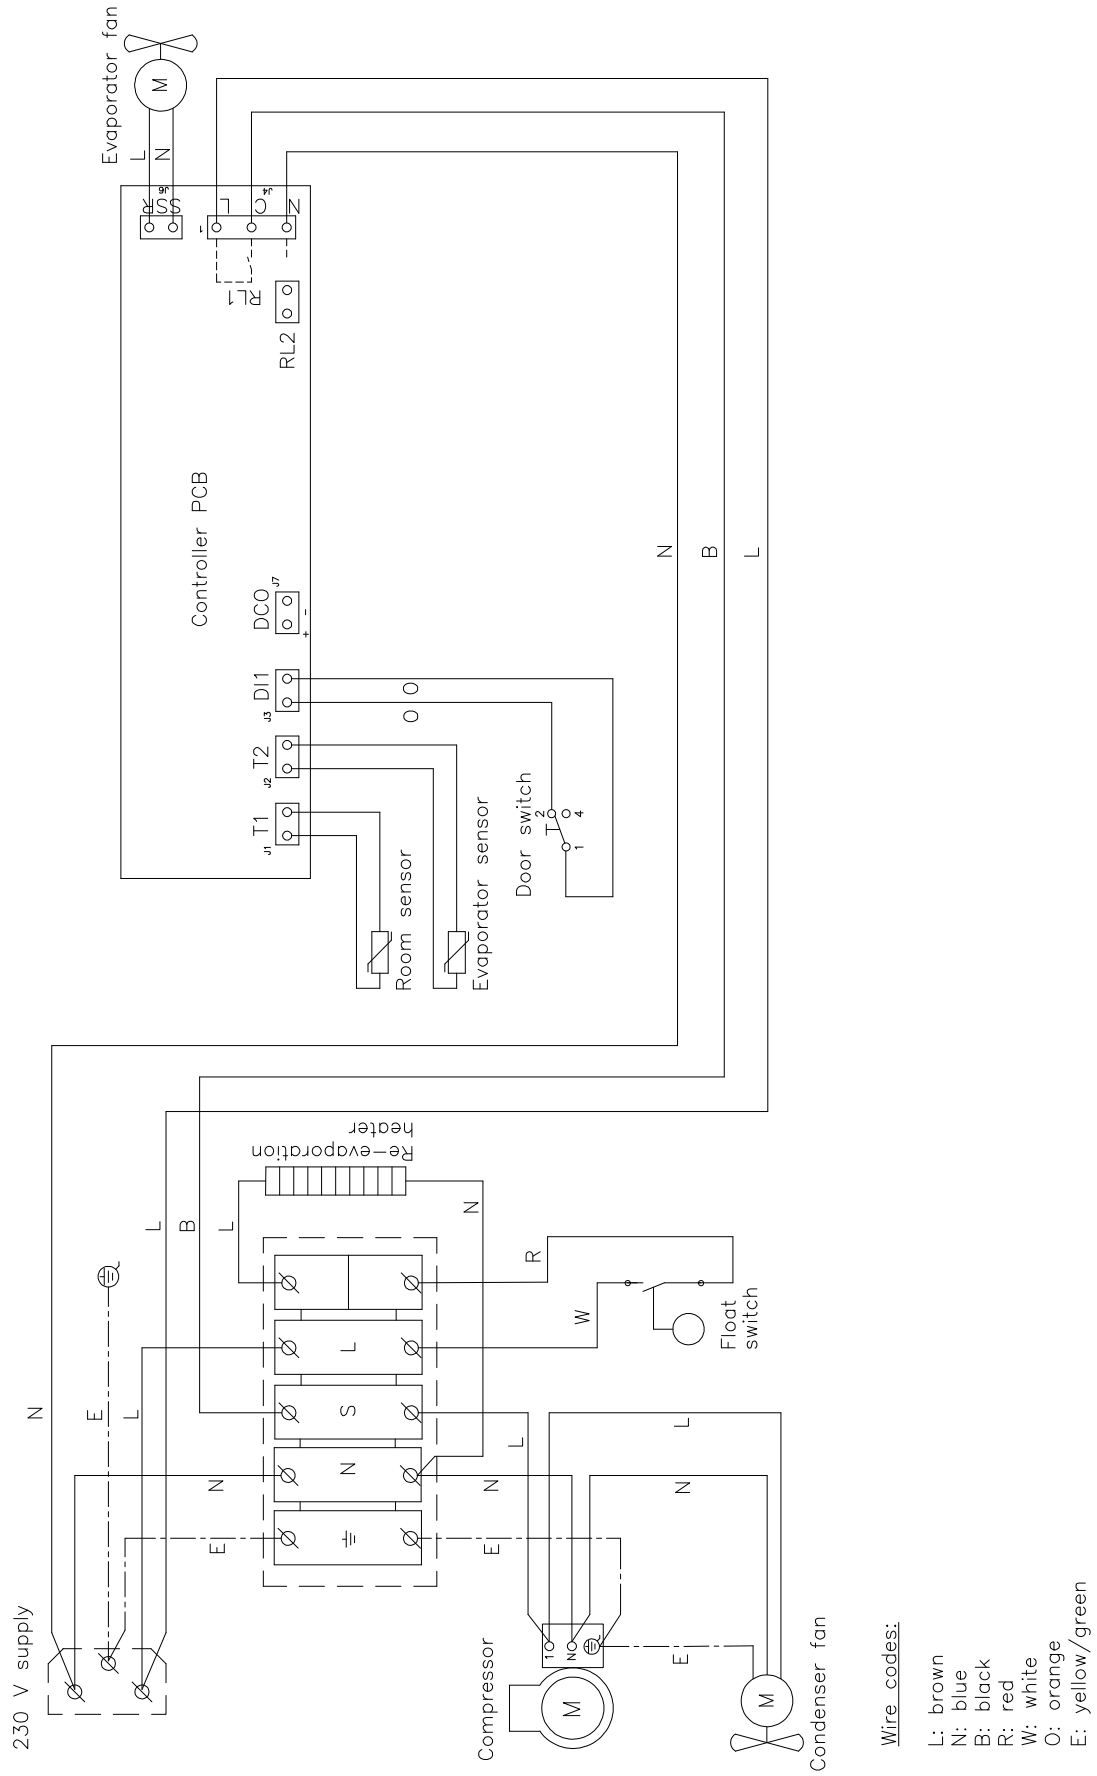 230 V supply
N
E
L
N
E
L
B
L
Re-evaporation
heater
N
L
S
N
N
L
E
R
W
Float
switch
L
N
E
Compressor
1
N
M
M
Condenser fan
Evaporator fan
M
L
N
SSR
J6
L
C
N
J4
1
RL1
RL2
Controller PCB
DCO
J7
+
-
DI1
J3
T2
J2
T1
J1
O
O
Door switch
2
4
1
Room sensor
Evaporator sensor
N
B
L
Wire codes:
L: brown
N: blue
B: black
R: red
W: white
O: orange
E: yellow/green